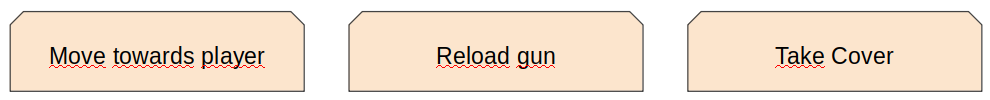 Move towards player
Reload gun
Take Cover